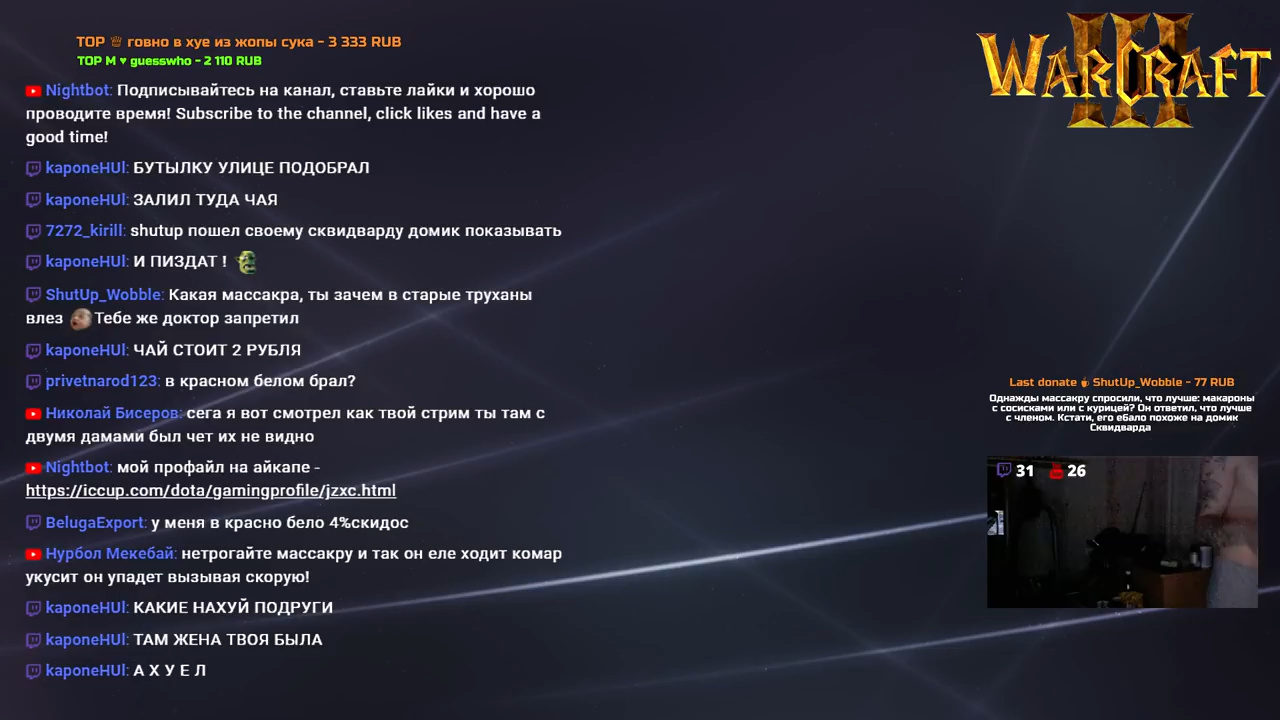 TOP ♕ говно в хуе из жопы сука - 3 333 RUB
TOP M ♥ guesswho - 2 110 RUB
Nightbot: Подписывайтесь на канал, ставьте лайки и хорошо
проводите время! Subscribe to the channel, click likes and have a
good time!
kaponeHUl: БУТЫЛКУ УЛИЦЕ ПОДОБРАЛ
kaponeHUl: ЗАЛИЛ ТУДА ЧАЯ
7272_kirill: shutup пошел своему сквидварду домик показывать
kaponeHUl: И ПИЗДАТ !
ShutUp_Wobble: Какая массакра, ты зачем в старые труханы
влез Тебе же доктор запретил
kaponeHUl: ЧАЙ СТОИТ 2 РУБЛЯ
privetnarod123: в красном белом брал?
Николай Бисеров: сега я вот смотрел как твой стрим ты там с
двумя дамами был чет их не видно
Nightbot: мой профайл на айкапе -
https://iccup.com/dota/gamingprofile/jzxc.html
BelugaExport: у меня в красно бело 4%скидос
Нурбол Мекебай: нетрогайте массакру и так он еле ходит комар
укусит он упадет вызывая скорую!
kaponeHUl: КАКИЕ НАХУЙ ПОДРУГИ
kaponeHUl: ТАМ ЖЕНА ТВОЯ БЫЛА
kaponeHUl: А Х У Е Л
WARCRAFT III
Last donate ShutUp_Wobble - 77 RUB
Однажды массакру спросили, что лучше: макароны
с сосисками или с курицей? Он ответил, что лучше
с членом. Кстати, его ебало похоже на домик
Сквидварда
31 26